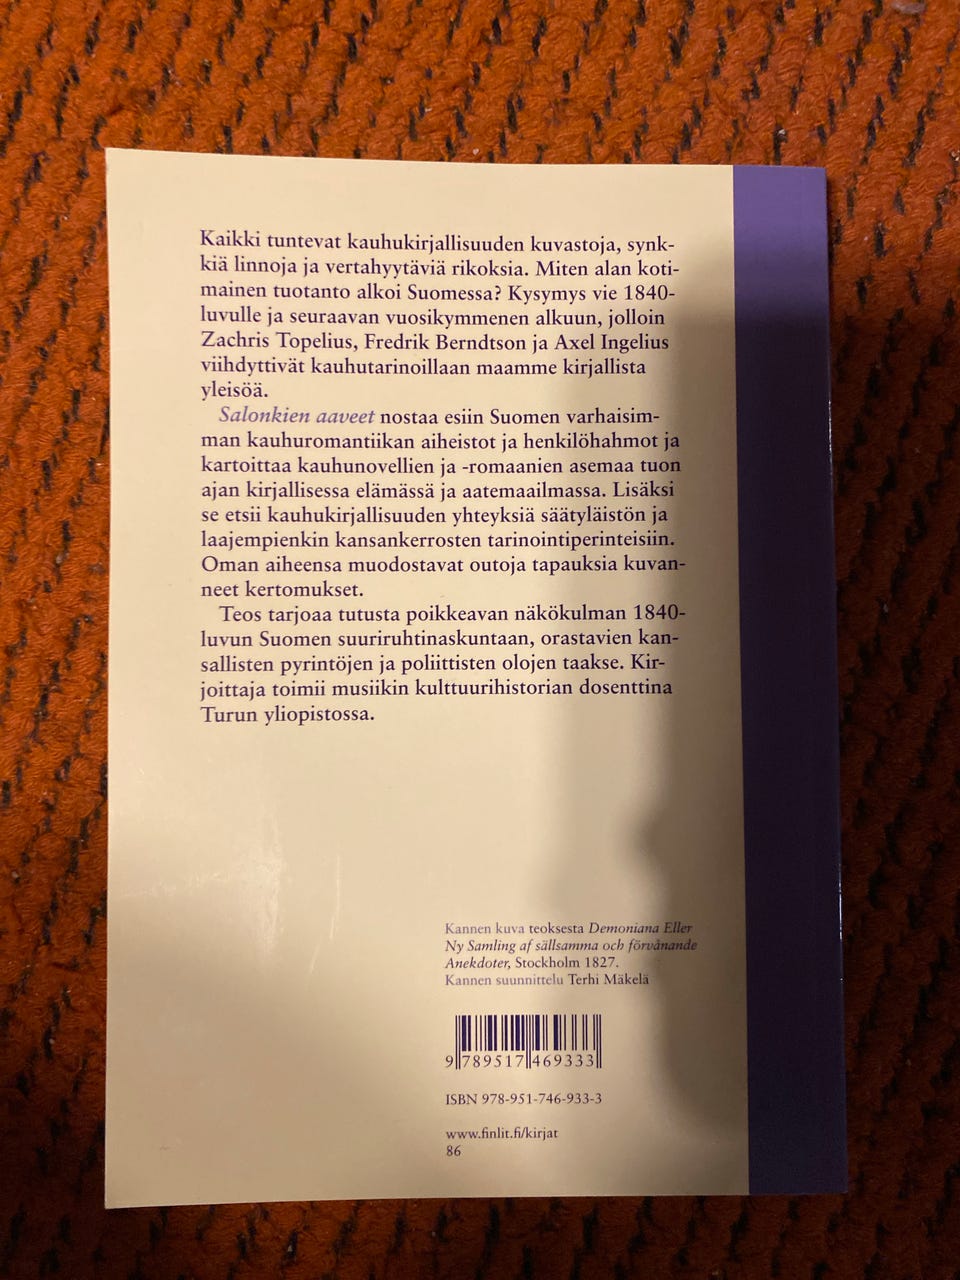 Kaikki tuntevat kauhukirjallisuuden kuvastoja, synk-
kiä linnoja ja vertahyytäviä rikoksia. Miten alan koti-
mainen tuotanto alkoi Suomessa? Kysymys vie 1840-
luvulle ja seuraavan vuosikymmenen alkuun, jolloin
Zachris Topelius, Fredrik Berndtson ja Axel Ingelius
viihdyttivät kauhutarinoillaan maamme kirjallista
yleisöä.
Salonkien aaveet nostaa esiin Suomen varhaisim-
man kauhuromantiikan aiheistot ja henkilöhahmot ja
kartoittaa kauhunovellien ja -romaanien asemaa tuon
ajan kirjallisessa elämässä ja aatemaailmassa. Lisäksi
se etsii kauhukirjallisuuden yhteyksiä säätyläistön ja
laajempienkin kansankerrosten tarinointiperinteisiin.
Oman aiheensa muodostavat outoja tapauksia kuvan-
neet kertomukset.
Teos tarjoaa tutusta poikkeavan näkökulman 1840-
luvun Suomen suuriruhtinaskuntaan, orastavien kan-
sallisten pyrintöjen ja poliittisten olojen taakse. Kir-
joittaja toimii musiikin kulttuurihistorian dosenttina
Turun yliopistossa.
Kannen kuva teoksesta Demoniana Eller
Ny Samling af sällsamma och förvånande
Anekdoter, Stockholm 1827.
Kannen suunnittelu Terhi Mäkelä
9 789517 469333
ISBN 978-951-746-933-3
www.finlit.fi/kirjat
86